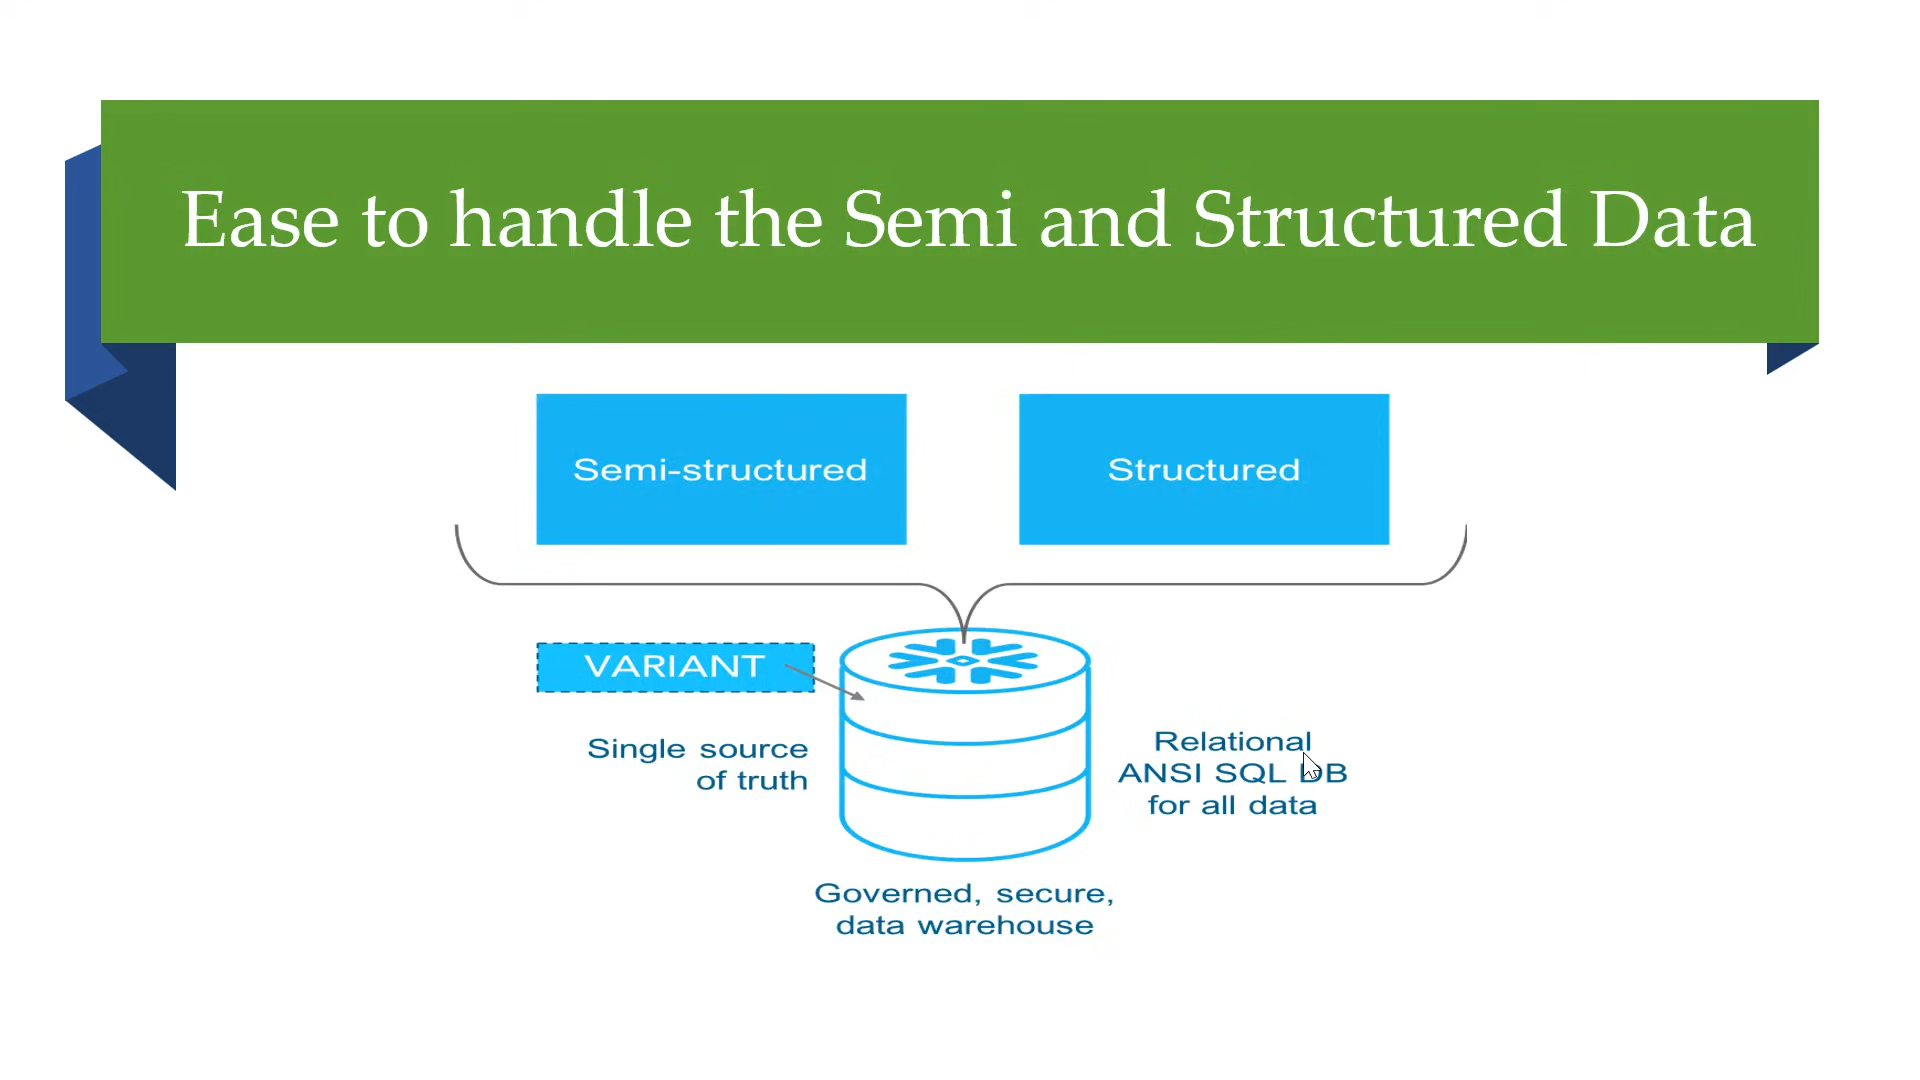 Ease to handle the Semi and Structured Data
Semi-structured
Structured
VARIANT
Single source
of truth
Relational
ANSI SQL DB
for all data
Governed, secure,
data warehouse